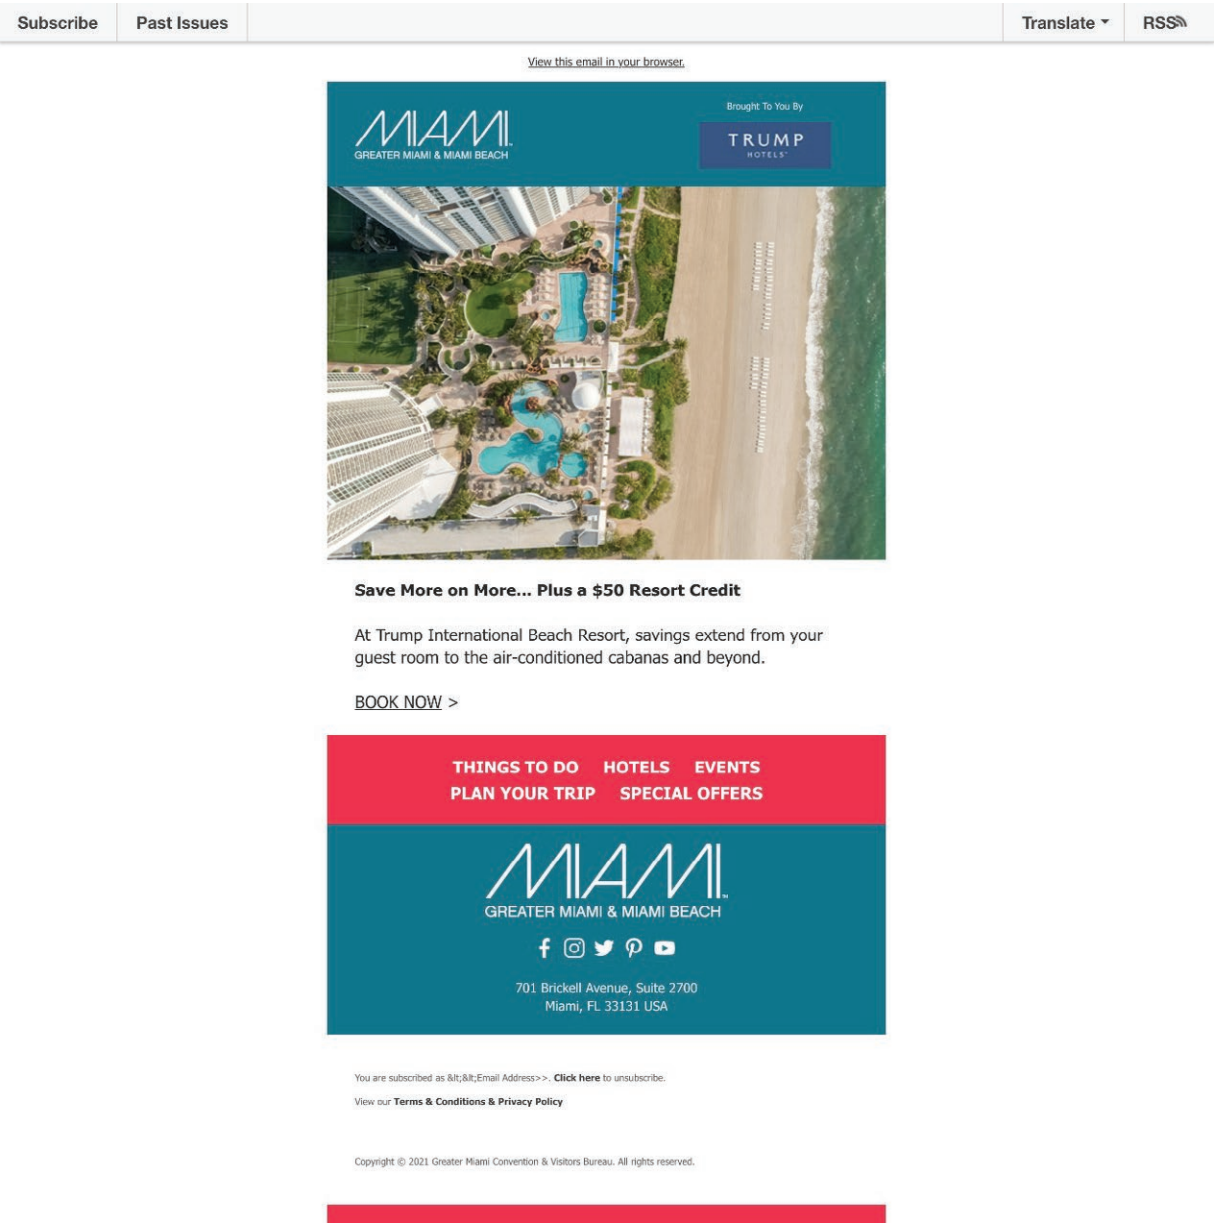 Subscribe
Past Issues
Translate
RSS
View this email in your browser.
MIAMI
GREATER MIAMI & MIAMI BEACH
Brought To You By
TRUMP
HOTELS
Save More on More... Plus a $50 Resort Credit
At Trump International Beach Resort, savings extend from your
guest room to the air-conditioned cabanas and beyond.
BOOK NOW >
THINGS TO DO HOTELS EVENTS
PLAN YOUR TRIP SPECIAL OFFERS
MIAMI
GREATER MIAMI & MIAMI BEACH
701 Brickell Avenue, Suite 2700
Miami, FL 33131 USA
You are subscribed as &lt;&lt;Email Address>>. Click here to unsubscribe.
View our Terms & Conditions & Privacy Policy
Copyright © 2021 Greater Miami Convention & Visitors Bureau. All rights reserved.